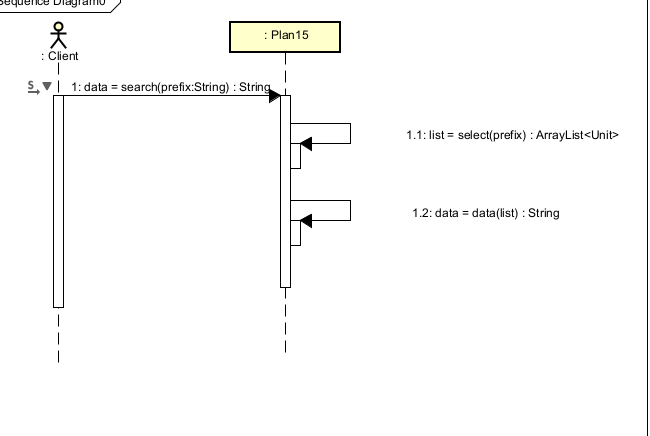 Sequence Diagram0
: Client
: Plan15
S
1: data = search(prefix:String) : String
1.1: list = select(prefix) : ArrayList<Unit>
1.2: data = data(list) : String